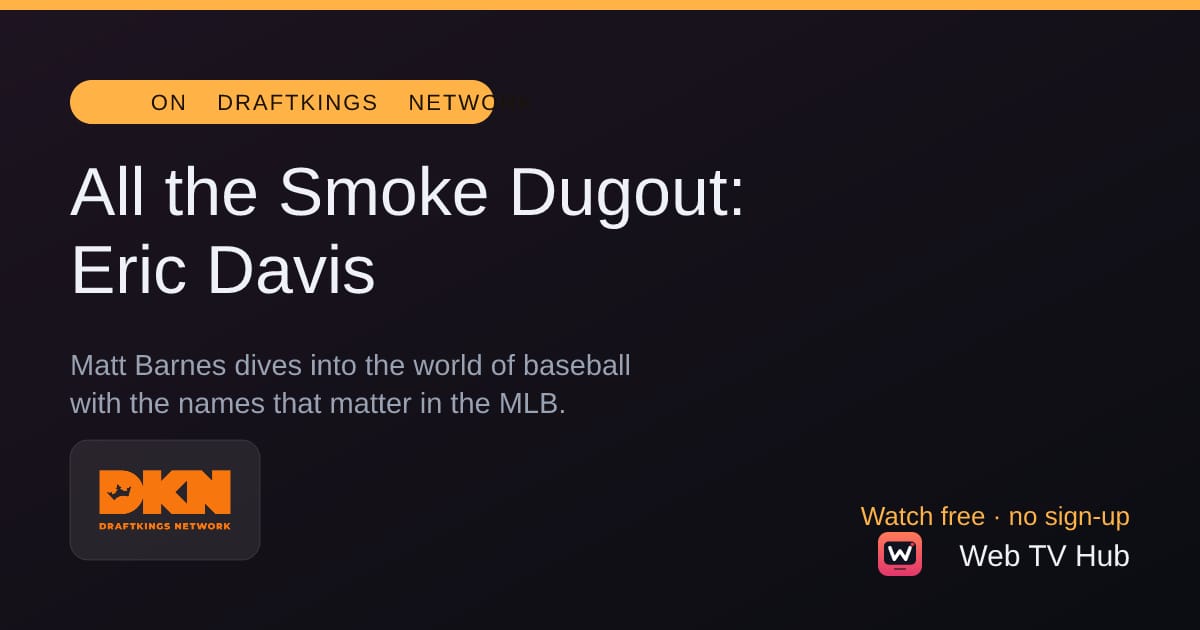 ON DRAFTKINGS NETWORK
All the Smoke Dugout:
Eric Davis
Matt Barnes dives into the world of baseball
with the names that matter in the MLB.
DKN
DRAFTKINGS NETWORK
Watch free · no sign-up
W
Web TV Hub